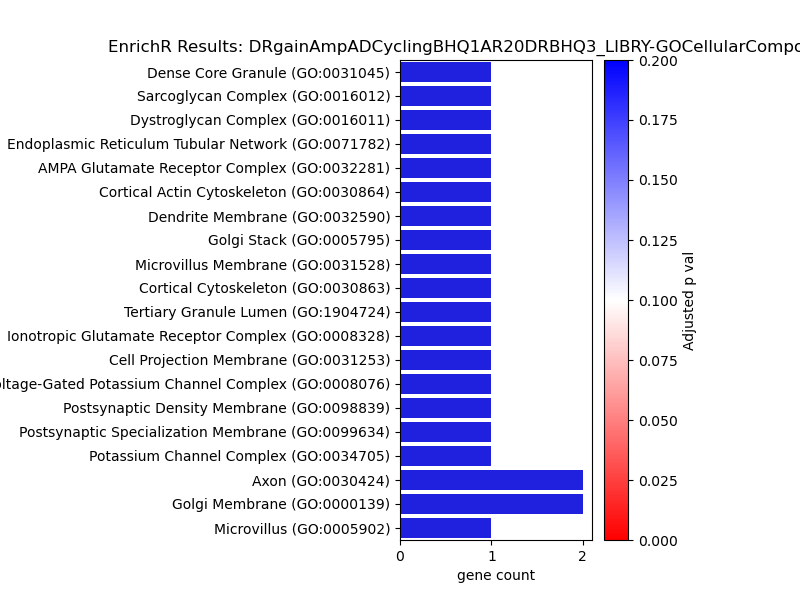 EnrichR Results: DRgainAmpADCyclingBHQ1AR20DRBHQ3_LIBRY-GOCellularCompo
Dense Core Granule (GO:0031045)
Sarcoglycan Complex (GO:0016012)
Dystroglycan Complex (GO:0016011)
Endoplasmic Reticulum Tubular Network (GO:0071782)
AMPA Glutamate Receptor Complex (GO:0032281)
Cortical Actin Cytoskeleton (GO:0030864)
Dendrite Membrane (GO:0032590)
Golgi Stack (GO:0005795)
Microvillus Membrane (GO:0031528)
Cortical Cytoskeleton (GO:0030863)
Tertiary Granule Lumen (GO:1904724)
Ionotropic Glutamate Receptor Complex (GO:0008328)
Cell Projection Membrane (GO:0031253)
ltage-Gated Potassium Channel Complex (GO:0008076)
Postsynaptic Density Membrane (GO:0098839)
Postsynaptic Specialization Membrane (GO:0099634)
Potassium Channel Complex (GO:0034705)
Axon (GO:0030424)
Golgi Membrane (GO:0000139)
Microvillus (GO:0005902)
0 1 2
gene count
0.200
0.175
0.150
0.125
0.100
0.075
0.050
0.025
0.000
Adjusted p val